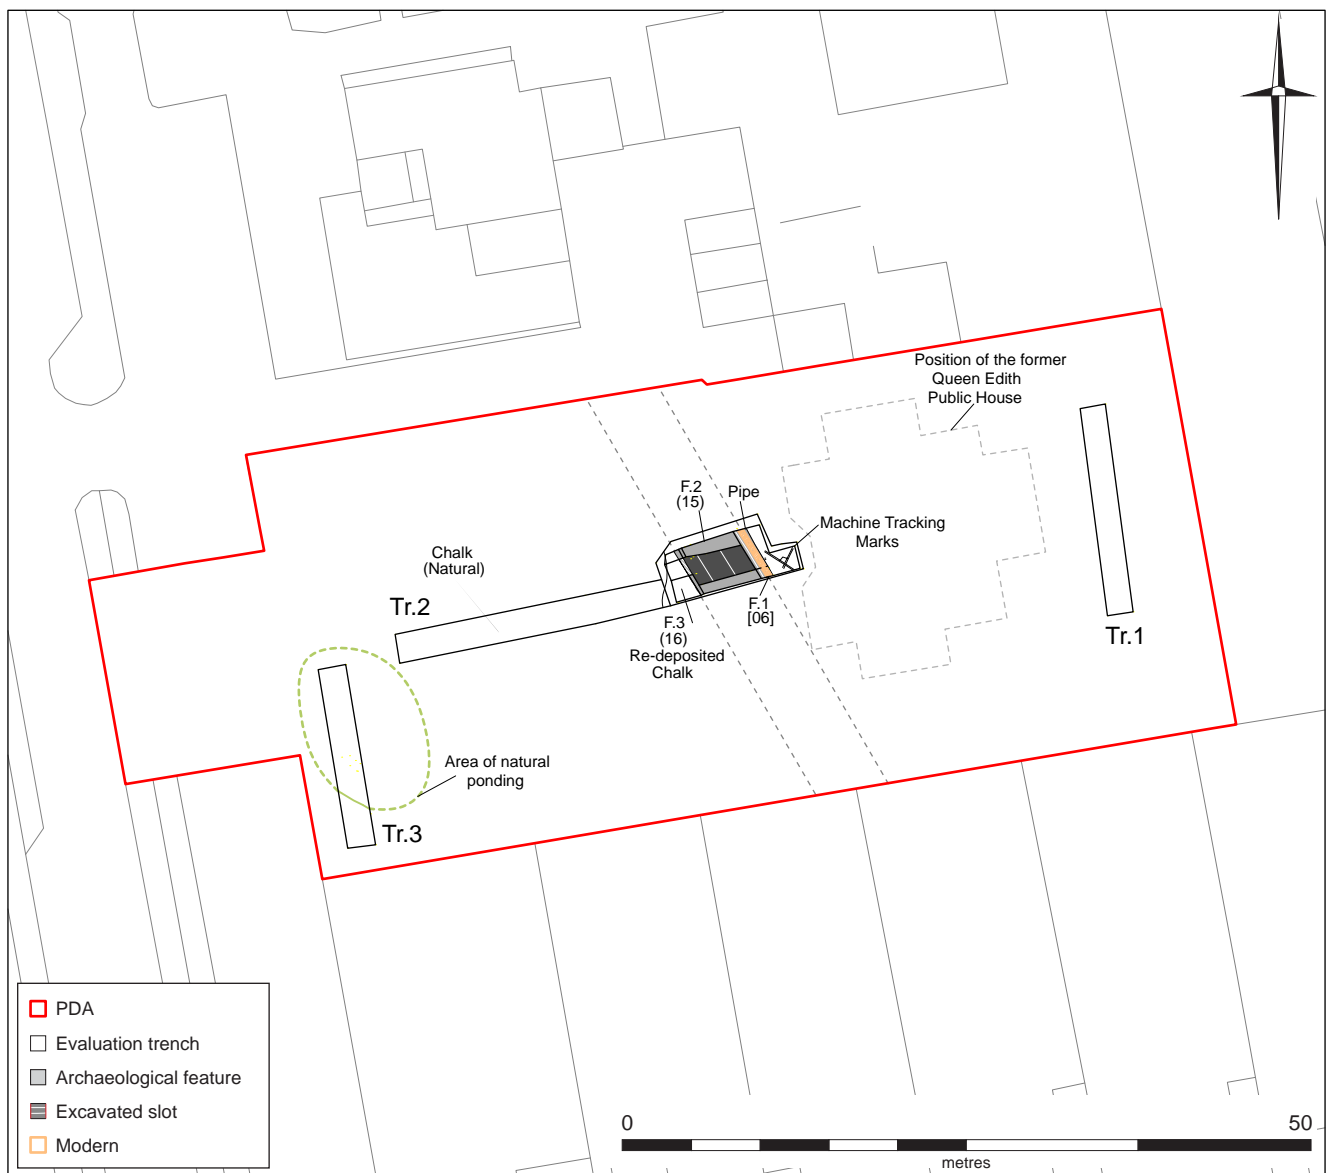 Position of the former
Queen Edith
Public House
F.2
(15)
Pipe
Machine Tracking
Marks
Chalk
(Natural)
Tr.2
F.1
[06]
F.3
(16)
Re-deposited
Chalk
Tr.1
Area of natural
ponding
Tr.3
PDA
Evaluation trench
Archaeological feature
Excavated slot
Modern
0
50
metres